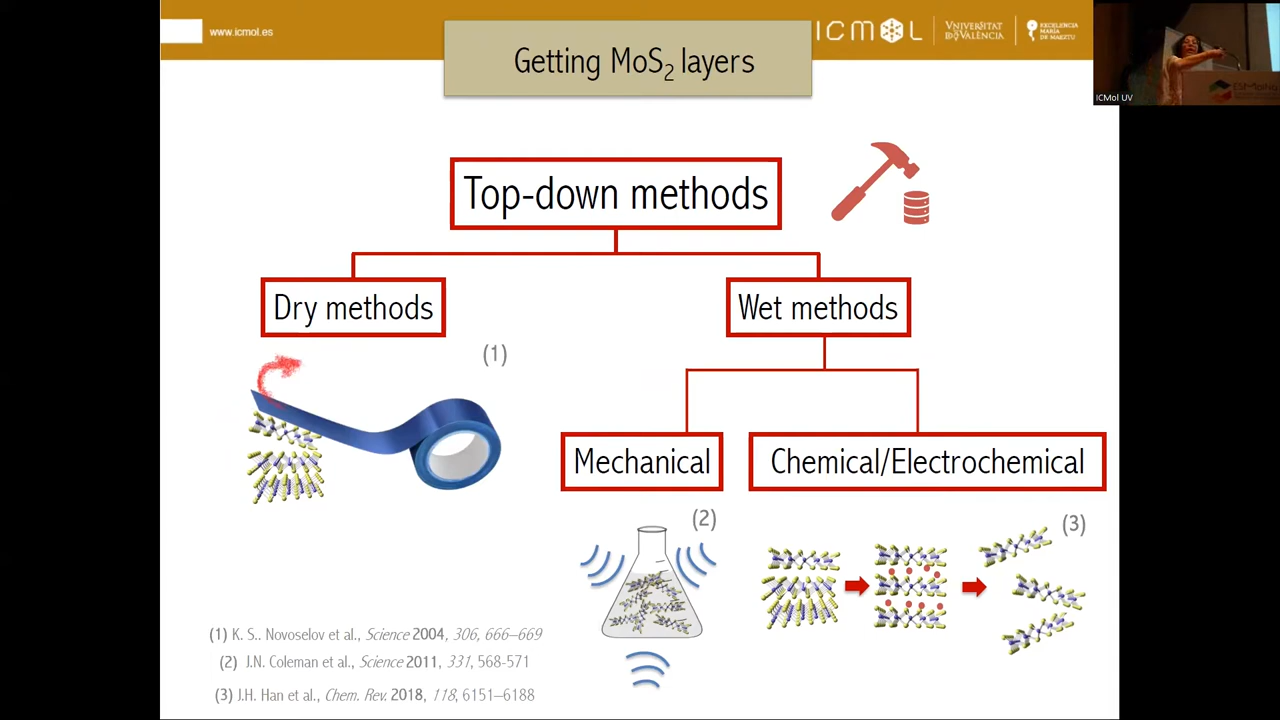 www.icmol.es
Getting MoS2 layers
ICMOL
VNIVERSITAT
ID VALÈNCIA
EXCELENCIA
MARÍA
DE MAEZTU
ICMol UV
Top-down methods
Dry methods
Wet methods
(1)
Mechanical
Chemical/Electrochemical
(2)
(3)
(1) K. S.. Novoselov et al., Science 2004, 306, 666–669
(2) J.N. Coleman et al., Science 2011, 331, 568-571
(3) J.H. Han et al., Chem. Rev. 2018, 118, 6151–6188